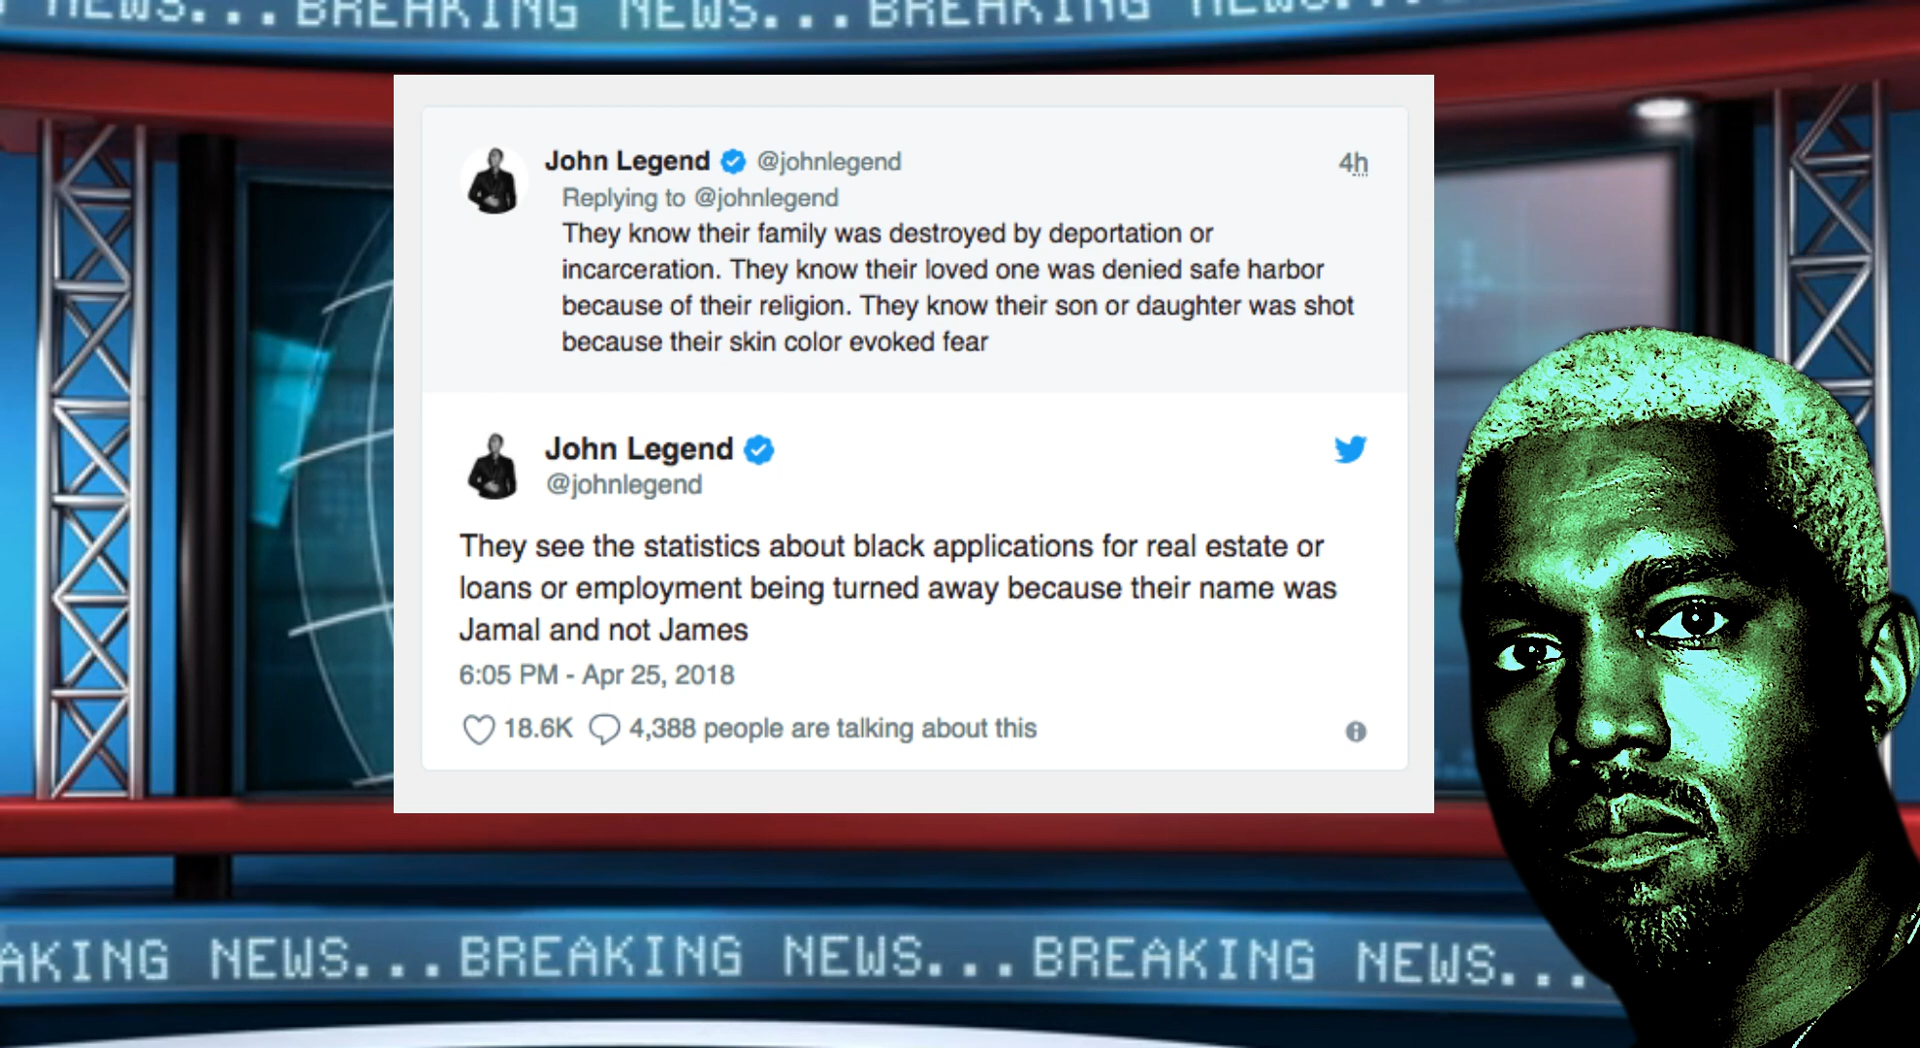 NEWS...BREAKING NEWS...BREAKING NEWS...
John Legend @johnlegend 4h
Replying to @johnlegend
They know their family was destroyed by deportation or
incarceration. They know their loved one was denied safe harbor
because of their religion. They know their son or daughter was shot
because their skin color evoked fear
John Legend
@johnlegend
They see the statistics about black applications for real estate or
loans or employment being turned away because their name was
Jamal and not James
6:05 PM - Apr 25, 2018
18.6K 4,388 people are talking about this
AKING NEWS...BREAKING NEWS...BREAKING NEWS...